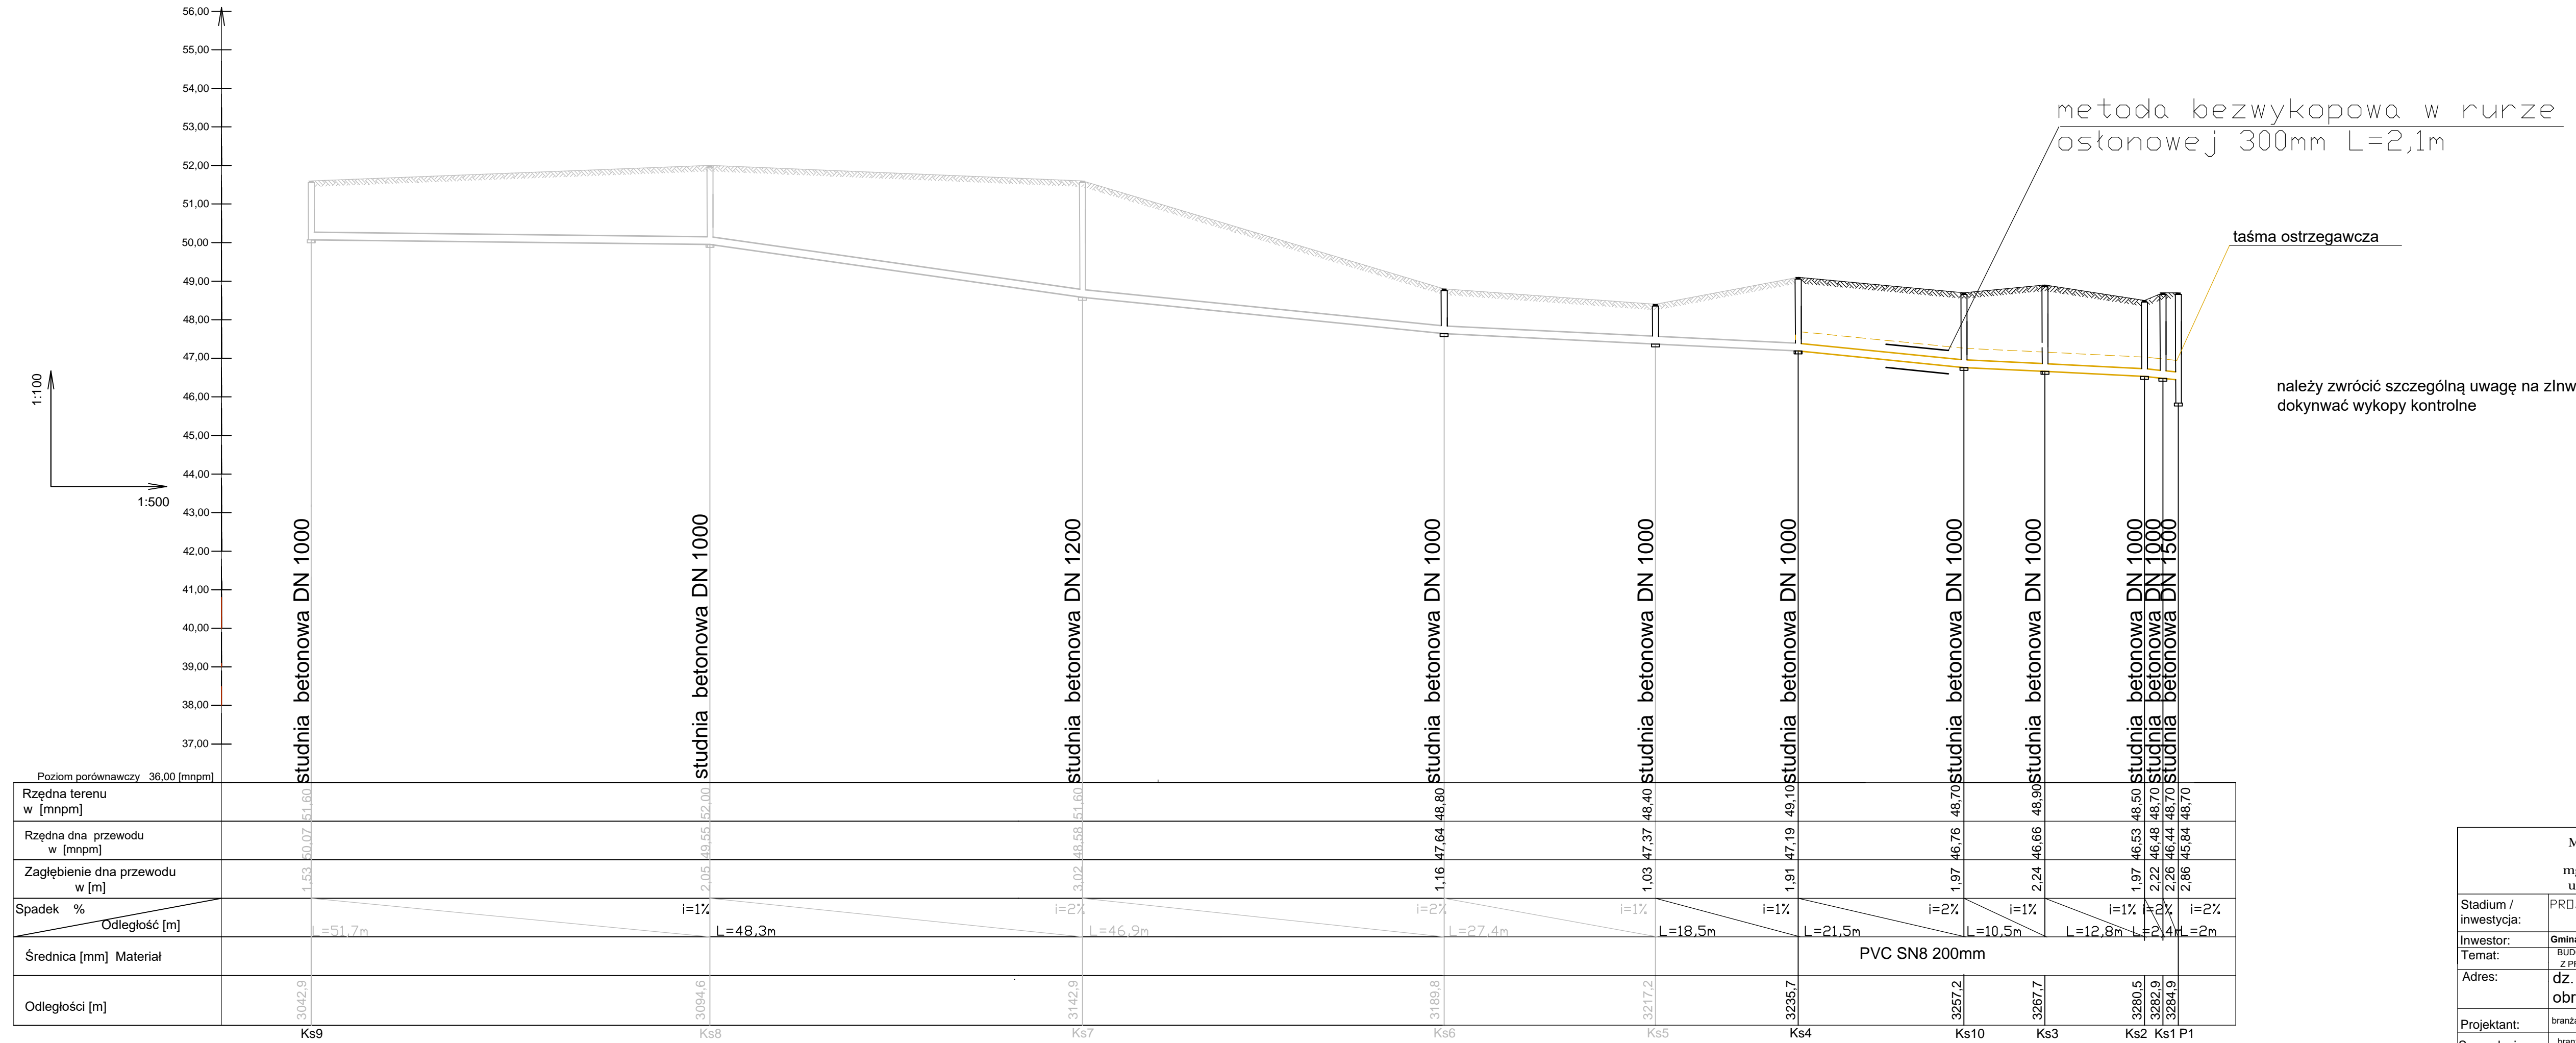 56,00
55,00
54,00
53,00
52,00
51,00
50,00
49,00
48,00
47,00
46,00
45,00
44,00
43,00
42,00
41,00
40,00
39,00
38,00
37,00
1:100
1:500
metoda bezwykopowa w rurze
osłonowej 300mm L=2,1m
taśma ostrzegawcza
należy zwrócić szczególną uwagę na zInw
dokynwać wykopy kontrolne
studnia betonowa DN 1000
studnia betonowa DN 1000
studnia betonowa DN 1200
studnia betonowa DN 1000
studnia betonowa DN 1000
studnia betonowa DN 1000
studnia betonowa DN 1000
studnia betonowa DN 1000
studnia betonowa DN 1000
studnia betonowa DN 1000
studnia betonowa DN 1500
Poziom porównawczy 36,00 [mnpm]
Rzędna terenu
w [mnpm]
51,60 52,00 51,60 48,80 48,40 49,10 48,70 48,90 48,50 48,70 48,70 48,70
Rzędna dna przewodu
w [mnpm]
50,07 49,55 48,58 47,64 47,37 47,19 46,76 46,66 46,53 46,48 46,44 45,84
Zagłębienie dna przewodu
w [m]
1,53 2,05 3,02 1,16 1,03 1,91 1,97 2,24 1,97 2,22 2,26 2,86
Spadek %
i=1% i=2% i=2% i=1% i=1% i=2% i=1% i=1% i=2% i=2%
Odległość [m]
L=51,7m L=48,3m L=46,9m L=27,4m L=18,5m L=21,5m L=10,5m L=12,8m L=2,4m L=2m
Średnica [mm] Materiał
PVC SN8 200mm
Odległości [m]
3042,9 3094,6 3142,9 3189,8 3217,2 3235,7 3257,2 3267,7 3280,5 3282,9 3284,9
Ks9 Ks8 Ks7 Ks6 Ks5 Ks4 Ks10 Ks3 Ks2 Ks1 P1
M
mg
u
Stadium /
inwestycja:
PRO
Inwestor:
Gmina
Temat:
BUD
Z PR
Adres:
dz.
obr
Projektant:
branża